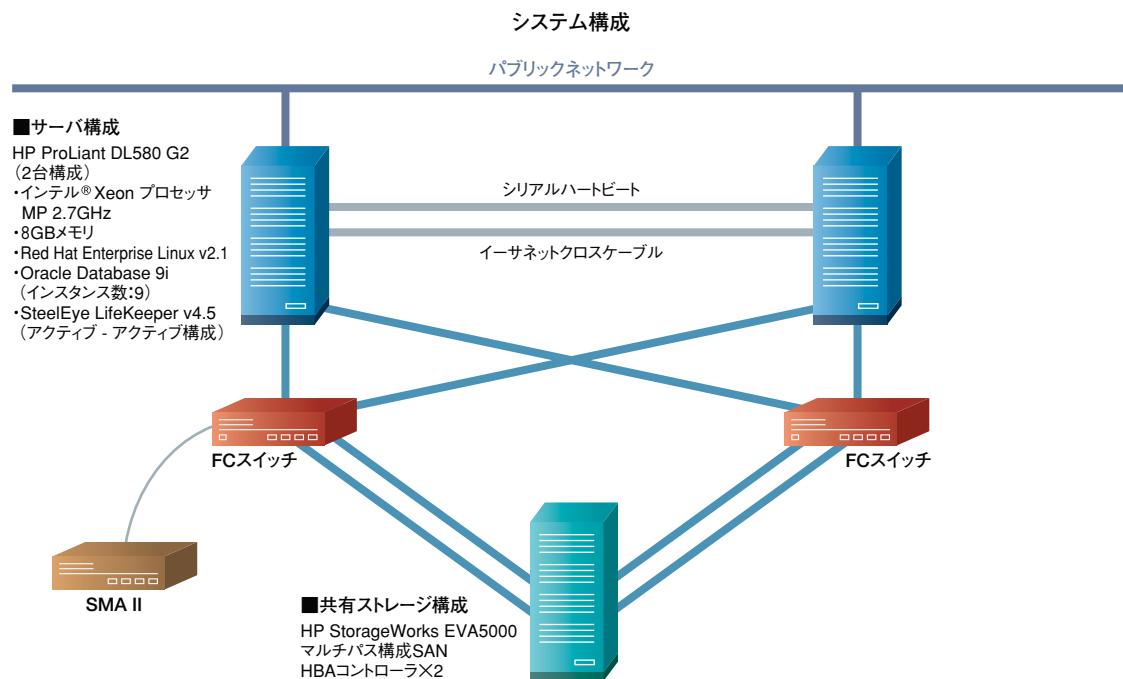 システム構成
パブリックネットワーク
■サーバ構成
HP ProLiant DL580 G2
（2台構成）
・インテル® Xeon プロセッサ
MP 2.7GHz
・8GBメモリ
・Red Hat Enterprise Linux v2.1
・Oracle Database 9i
（インスタンス数：9）
・SteelEye LifeKeeper v4.5
（アクティブ - アクティブ構成）
シリアルハートビート
イーサネットクロスケーブル
FCスイッチ
FCスイッチ
SMA II
■共有ストレージ構成
HP StorageWorks EVA5000
マルチパス構成SAN
HBAコントローラ×2